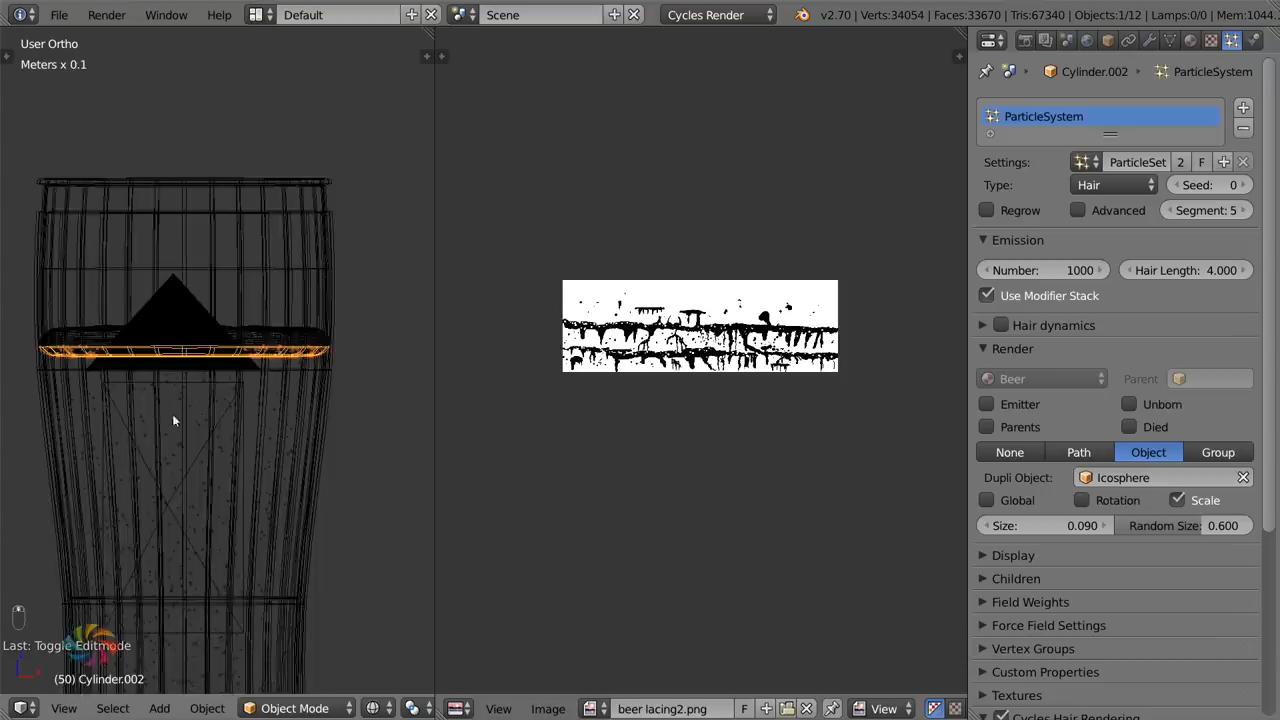 File Render Window Help Default Scene Cycles Render v2.70 | Verts:34054 | Faces:33670 | Tris:67340 | Objects:1/12 | Lamps:0/0 | Mem:1044.
User Ortho
Meters x 0.1
Cylinder.002 ParticleSystem
ParticleSystem
Settings: ParticleSet 2 F
Type: Hair Seed: 0
Regrow Advanced Segment: 5
Emission
Number: 1000 Hair Length: 4.000
Use Modifier Stack
Hair dynamics
Render
Beer Parent
Emitter Unborn
Parents Died
None Path Object Group
Dupli Object: Icosphere
Global Rotation Scale
Size: 0.090 Random Size: 0.600
Display
Children
Field Weights
Force Field Settings
Vertex Groups
Custom Properties
Textures
Cycles Hair Rendering
Last: Toggle Editmode
(50) Cylinder.002
View Select Add Object Object Mode View Image beer lacing2.png F View